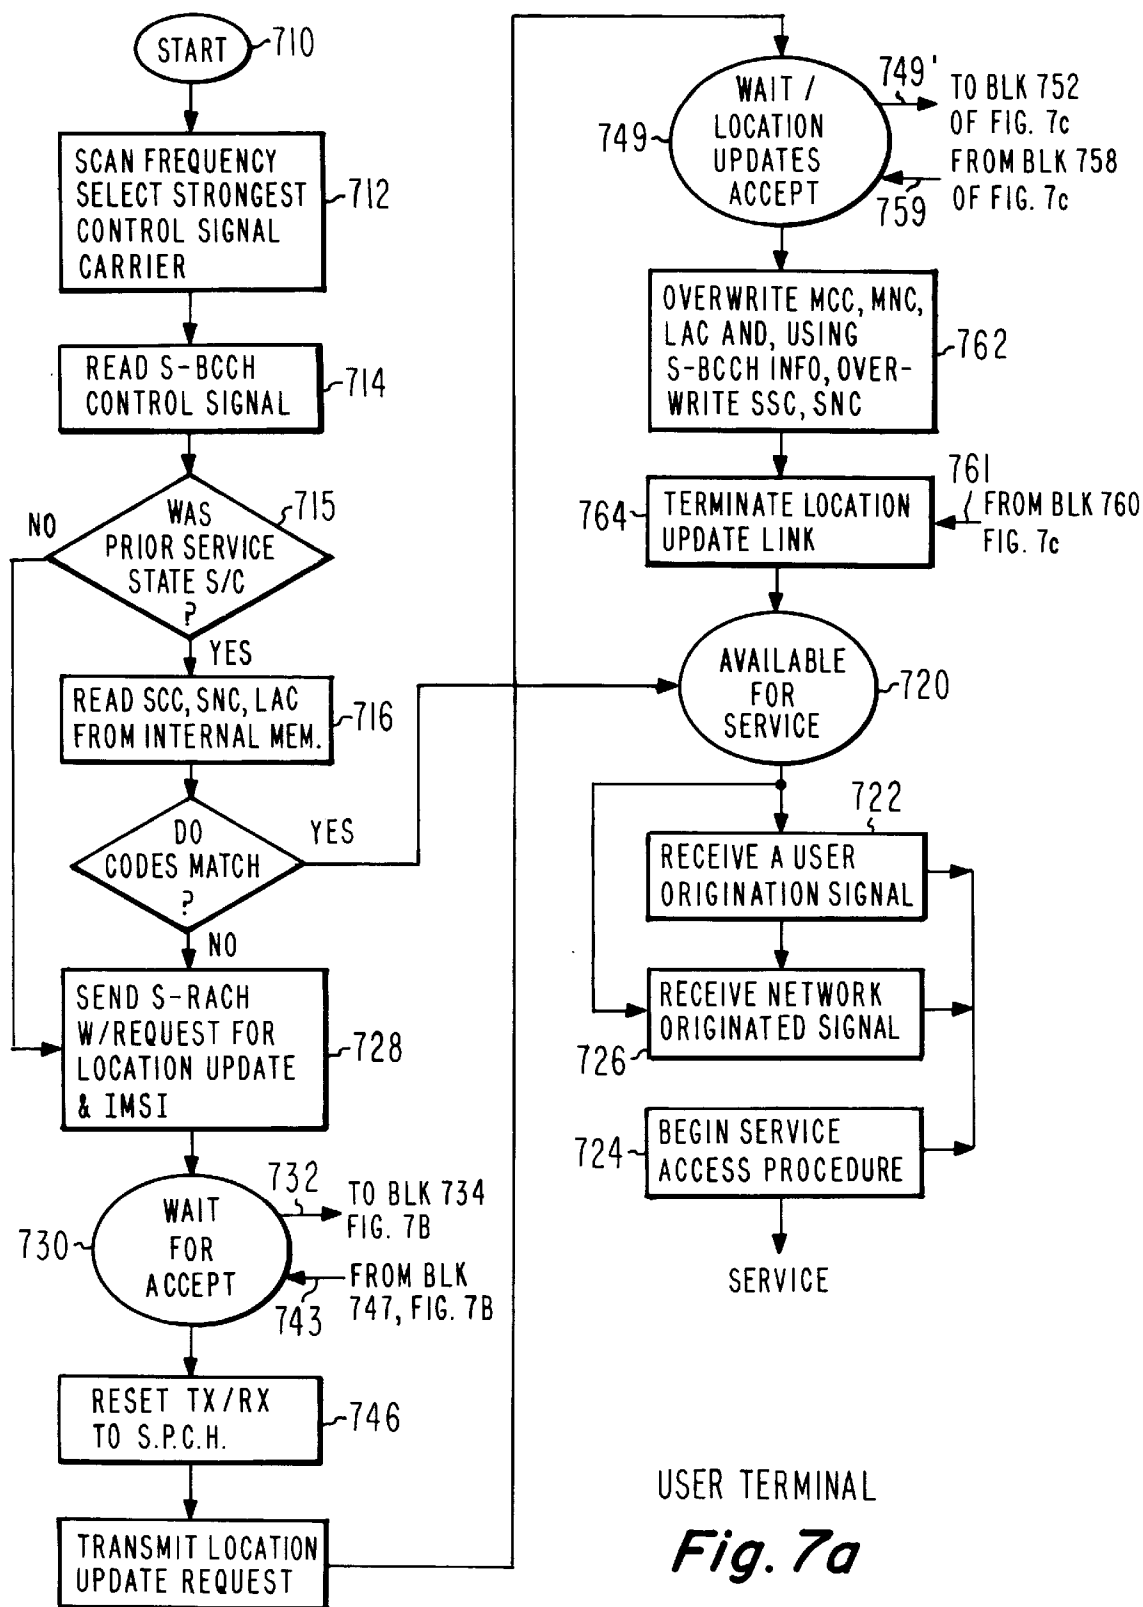 START
710
SCAN FREQUENCY
SELECT STRONGEST
CONTROL SIGNAL
CARRIER
712
READ S-BCCH
CONTROL SIGNAL
714
WAS
PRIOR SERVICE
STATE S/C
?
715
NO
YES
READ SCC, SNC, LAC
FROM INTERNAL MEM.
716
DO
CODES MATCH
?
YES
NO
SEND S-RACH
W/REQUEST FOR
LOCATION UPDATE
& IMSI
728
WAIT
FOR
ACCEPT
730
732
TO BLK 734
FIG. 7B
743
FROM BLK
747, FIG. 7B
RESET TX/RX
TO S.P.C.H.
746
TRANSMIT LOCATION
UPDATE REQUEST
WAIT /
LOCATION
UPDATES
ACCEPT
749
749'
TO BLK 752
OF FIG. 7c
FROM BLK 758
OF FIG. 7c
759
OVERWRITE MCC, MNC,
LAC AND, USING
S-BCCH INFO, OVER-
WRITE SSC, SNC
762
TERMINATE LOCATION
UPDATE LINK
764
761
FROM BLK 760
FIG. 7c
AVAILABLE
FOR
SERVICE
720
722
RECEIVE A USER
ORIGINATION SIGNAL
RECEIVE NETWORK
ORIGINATED SIGNAL
726
BEGIN SERVICE
ACCESS PROCEDURE
724
SERVICE
USER TERMINAL
Fig. 7a